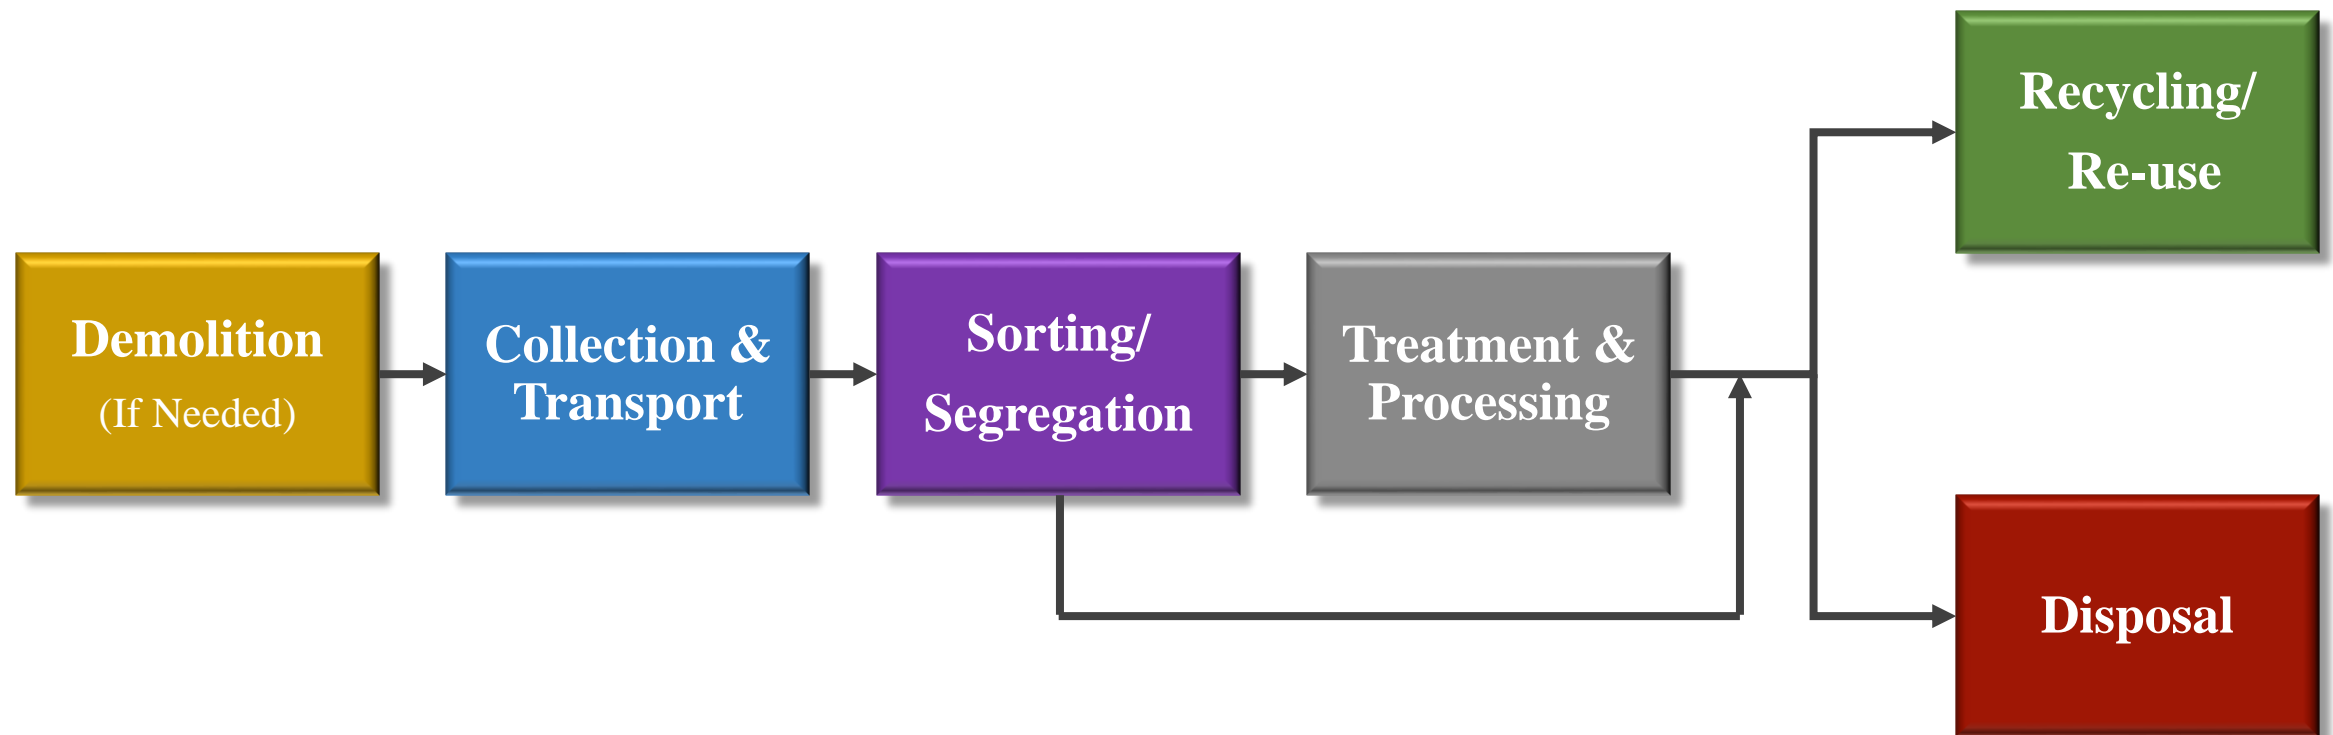 Demolition
(If Needed)
Collection &
Transport
Sorting/
Segregation
Treatment &
Processing
Recycling/
Re-use
Disposal